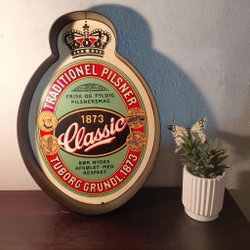 TRADITIONEL PILSNER
FRISK OG FYLDIG
PILSNERSMAG
1873
Classic
BØR NYDES
AFKØLET - MED
RESPEKT
TUBORG GRUNDL. 1873